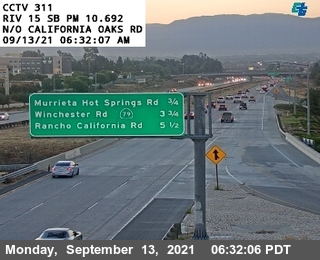 CCTV 311
RIV 15 SB PM 10.692
N/O CALIFORNIA OAKS RD
09/13/21 06:32:07 AM
Murrieta Hot Springs Rd ¾
Winchester Rd 79 3 ¾
Rancho California Rd 5 ½
Monday, September 13, 2021 06:32:06 PDT